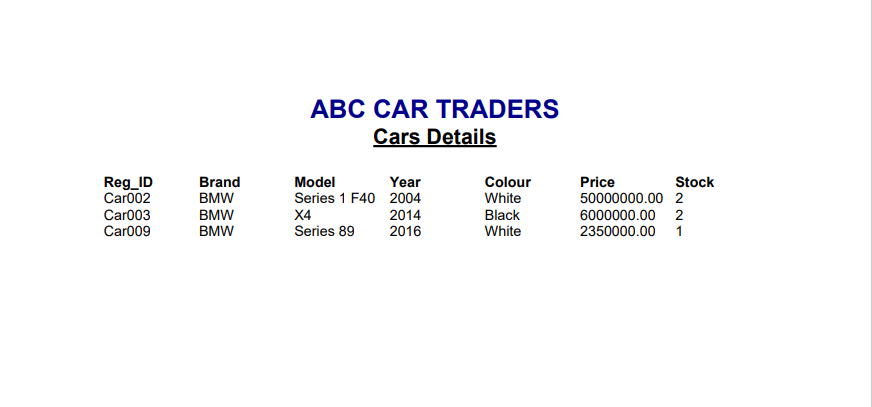 ABC CAR TRADERS
Cars Details
Reg_ID Brand Model Year Colour Price Stock
Car002 BMW Series 1 F40 2004 White 50000000.00 2
Car003 BMW X4 2014 Black 6000000.00 2
Car009 BMW Series 89 2016 White 2350000.00 1